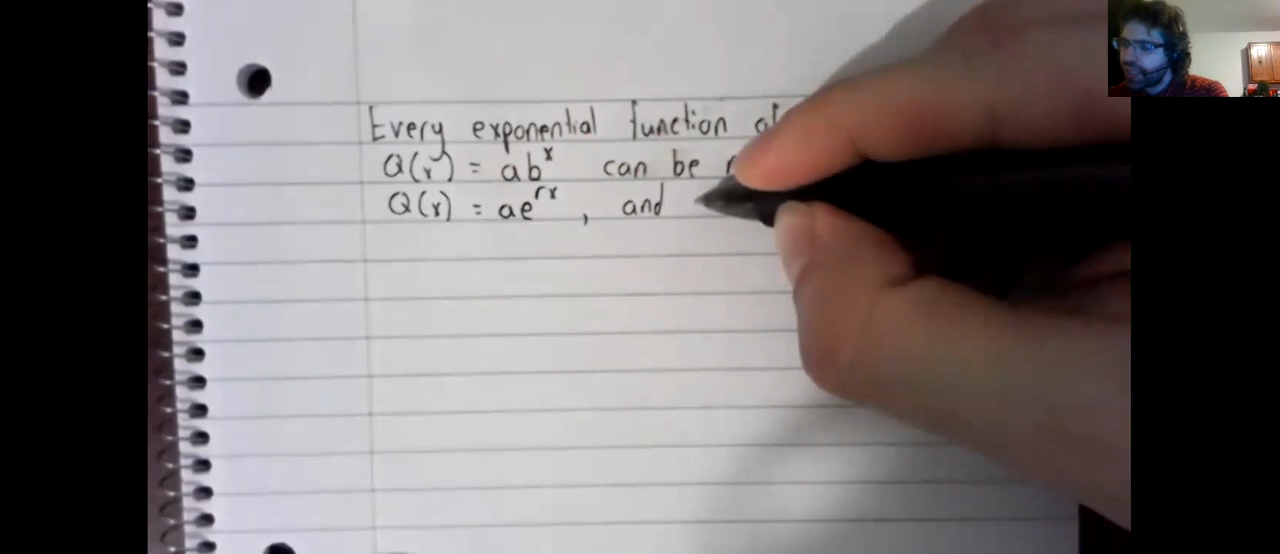 Every exponential function of
Q(x) = ab^x can be
Q(x) = ae^{rx}, and